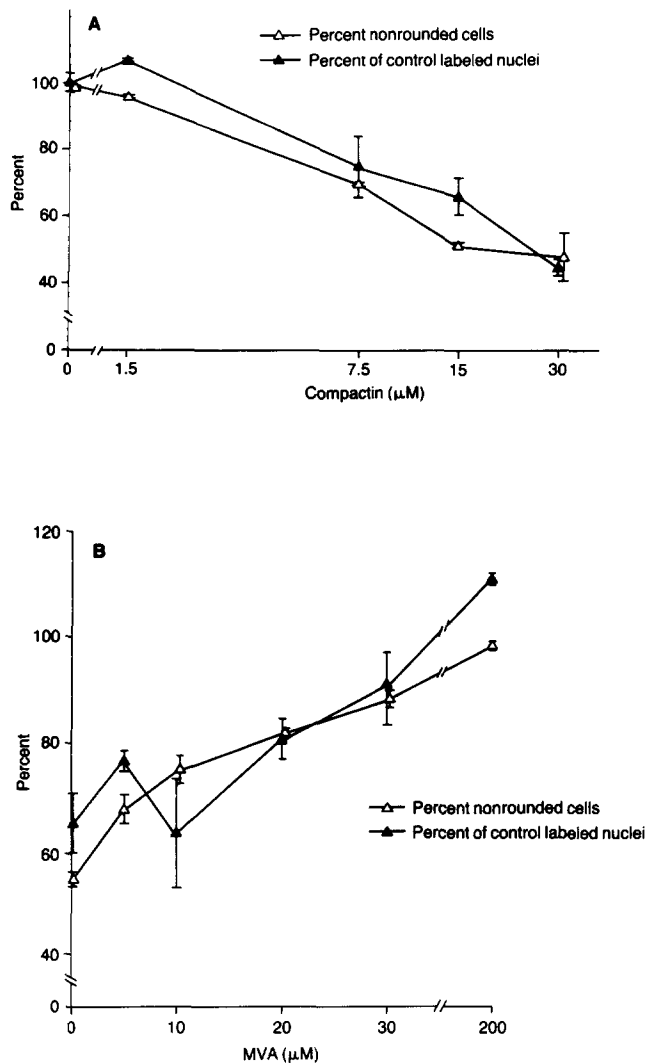 A
Percent nonrounded cells
Percent of control labeled nuclei
100
80
60
40
0
Percent
0 1.5 7.5 15 30
Compactin (μM)
B
120
100
80
60
40
0
Percent
Percent nonrounded cells
Percent of control labeled nuclei
0 10 20 30 200
MVA (μM)